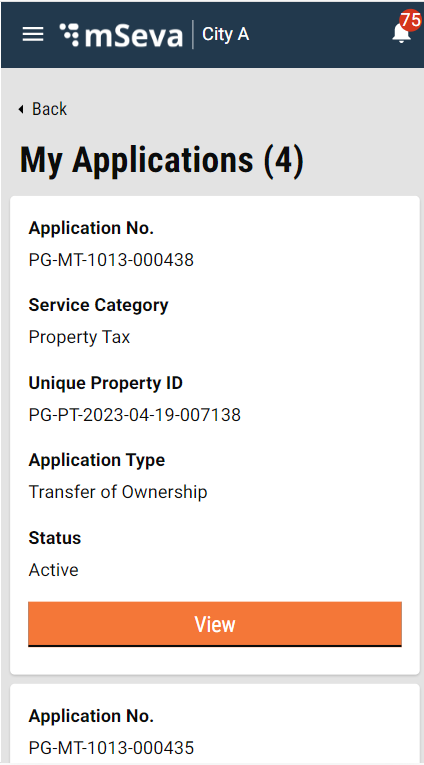 mSeva City A 75
Back
My Applications (4)
Application No.
PG-MT-1013-000438
Service Category
Property Tax
Unique Property ID
PG-PT-2023-04-19-007138
Application Type
Transfer of Ownership
Status
Active
View
Application No.
PG-MT-1013-000435